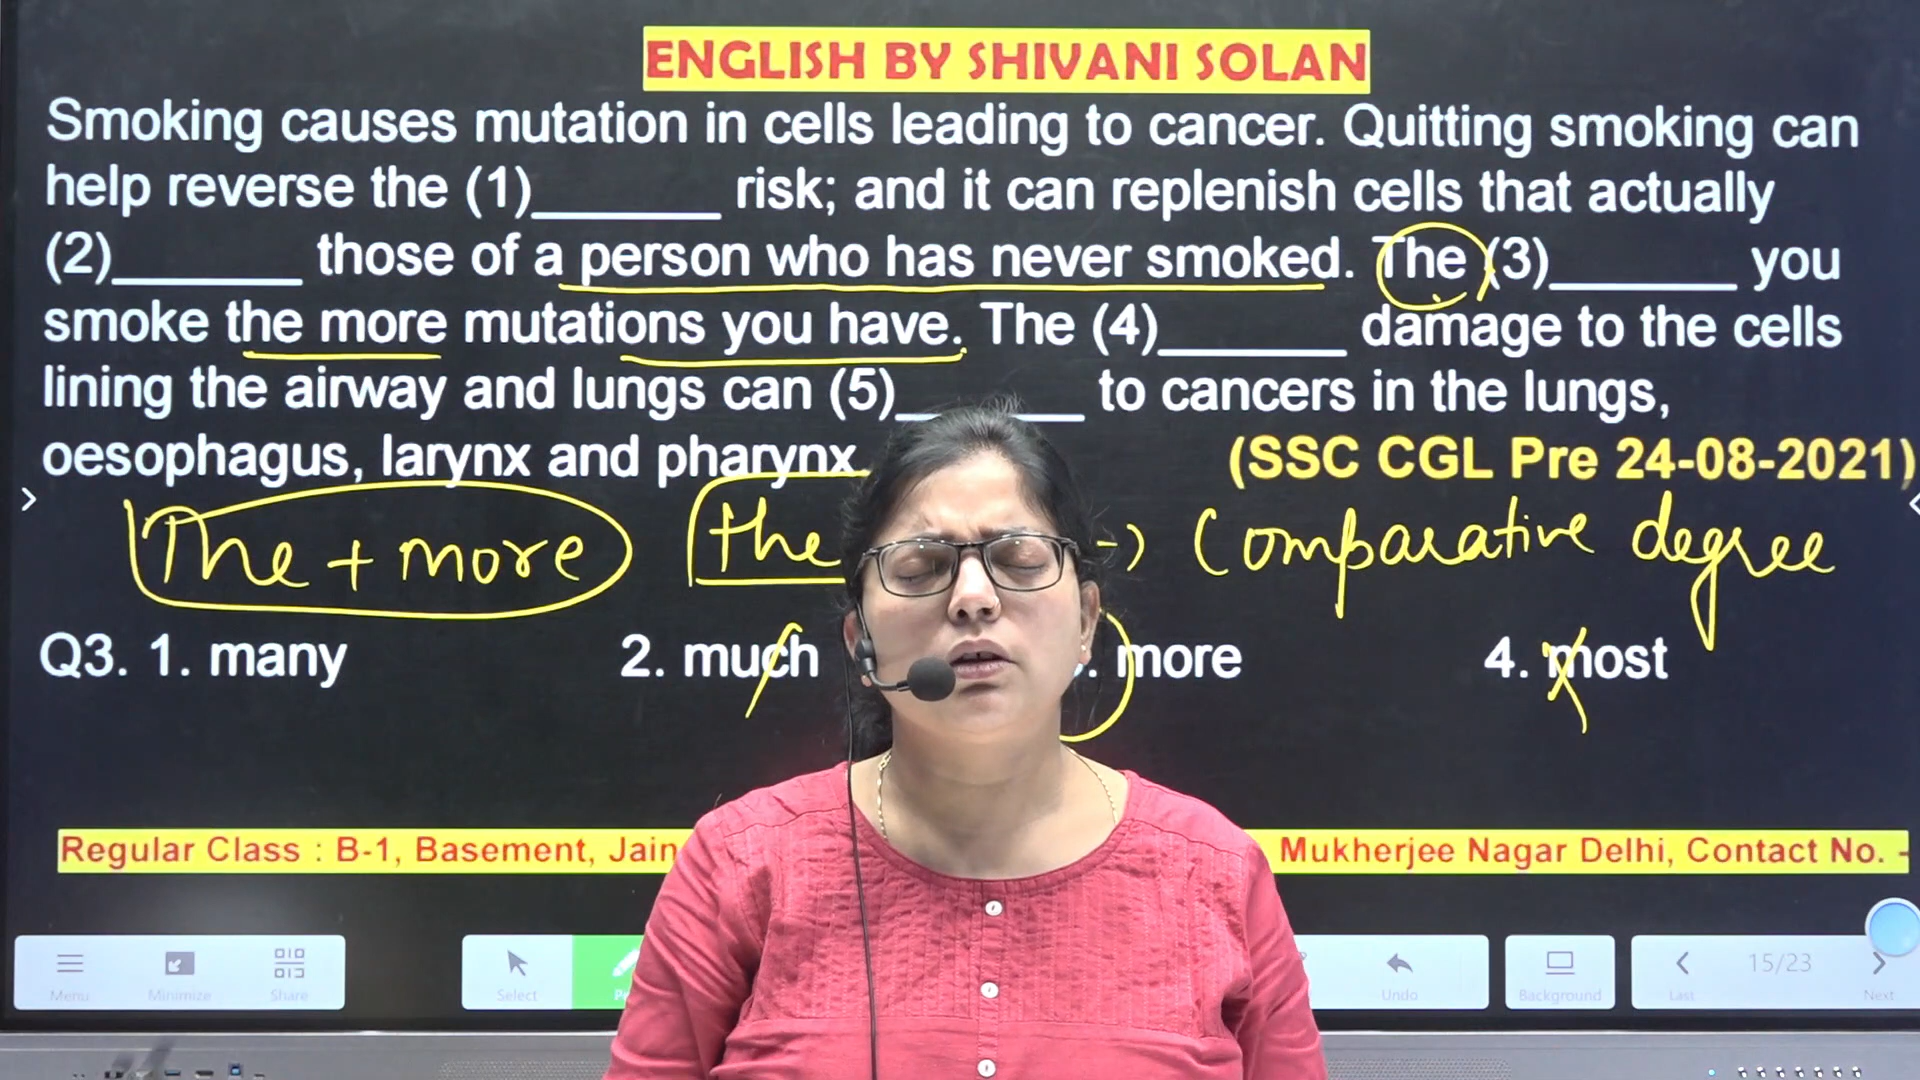 ENGLISH BY SHIVANI SOLAN
Smoking causes mutation in cells leading to cancer. Quitting smoking can
help reverse the (1)_______ risk; and it can replenish cells that actually
(2)_______ those of a person who has never smoked. The (3)_______ you
smoke the more mutations you have. The (4)_______ damage to the cells
lining the airway and lungs can (5)_______ to cancers in the lungs,
oesophagus, larynx and pharynx.
(SSC CGL Pre 24-08-2021)
The + more the → Comparative degree
Q3. 1. many 2. much . more 4. most
Regular Class : B-1, Basement, Jain Mukherjee Nagar Delhi, Contact No. -
Menu Minimize Share Select Undo Background Last 15/23 Next